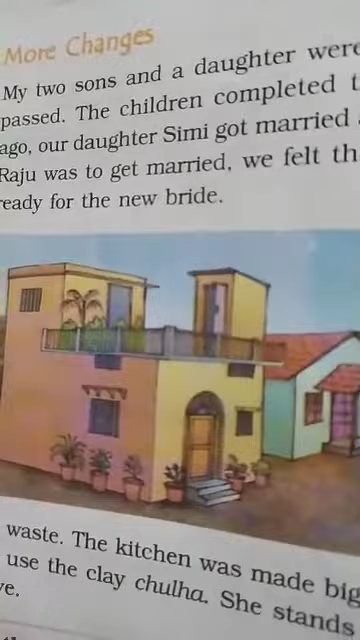 More Changes
My two sons and a daughter were
passed. The children completed
ago, our daughter Simi got married
Raju was to get married, we felt
ready for the new bride.
waste. The kitchen was made big
use the clay chulha. She stands